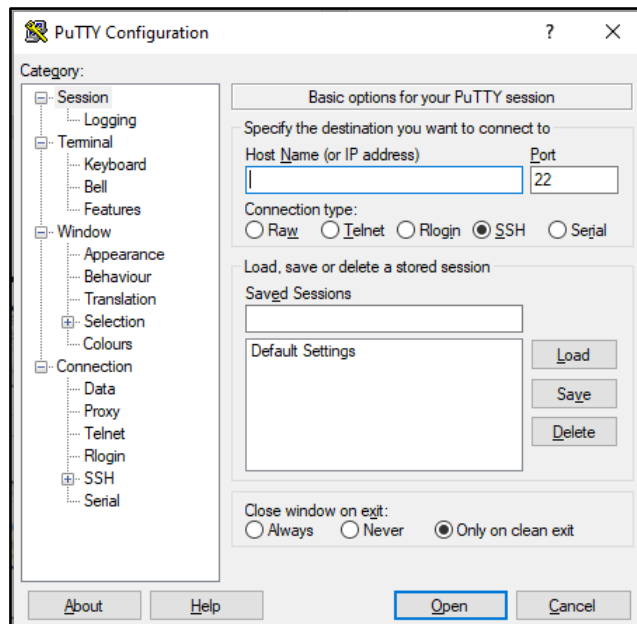 PuTTY Configuration ? 
Category:
Session
Logging
Terminal
Keyboard
Bell
Features
Window
Appearance
Behaviour
Translation
Selection
Colours
Connection
Data
Proxy
Telnet
Rlogin
SSH
Serial
Basic options for your PuTTY session
Specify the destination you want to connect to
Host Name (or IP address) Port
22
Connection type:
Raw Telnet Rlogin SSH Serial
Load, save or delete a stored session
Saved Sessions
Default Settings
Load
Save
Delete
Close window on exit:
Always Never Only on clean exit
About Help Open Cancel